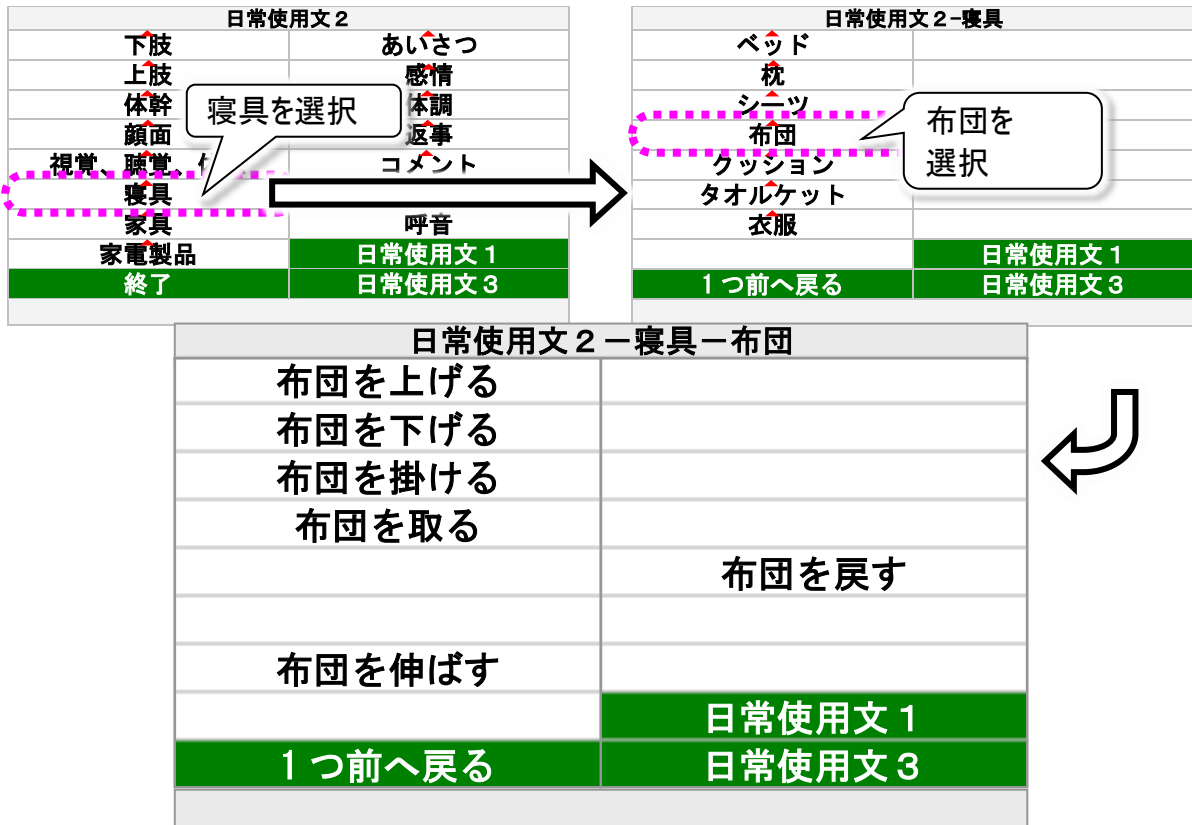 日常使用文２
下肢 あいさつ
上肢 感情
体幹 体調
顔面 返事
視覚、聴覚、 コメント
寝具
家具 呼音
家電製品 日常使用文１
終了 日常使用文３
寝具を選択
日常使用文２-寝具
ベッド
枕
シーツ
布団
クッション
タオルケット
衣服
日常使用文１
１つ前へ戻る 日常使用文３
布団を
選択
日常使用文２－寝具－布団
布団を上げる
布団を下げる
布団を掛ける
布団を取る
布団を戻す
布団を伸ばす
日常使用文１
１つ前へ戻る 日常使用文３